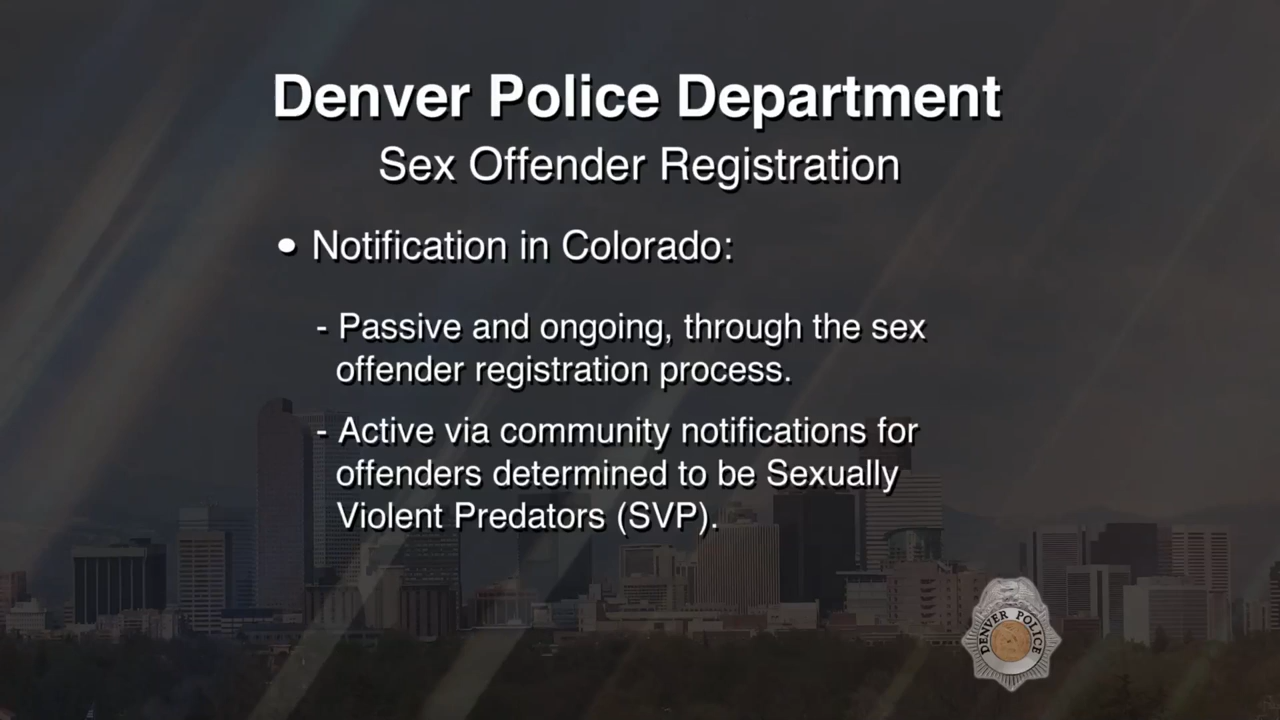 Denver Police Department
Sex Offender Registration
• Notification in Colorado:
- Passive and ongoing, through the sex
offender registration process.
- Active via community notifications for
offenders determined to be Sexually
Violent Predators (SVP).
DENVER POLICE